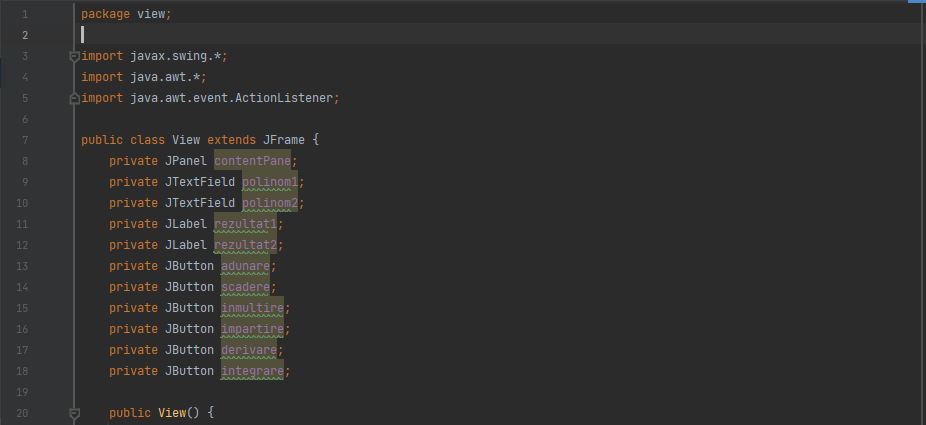 1 package view;
2
3 import javax.swing.*;
4 import java.awt.*;
5 import java.awt.event.ActionListener;
6
7 public class View extends JFrame {
8     private JPanel contentPane;
9     private JTextField polinom1;
10     private JTextField polinom2;
11     private JLabel rezultat1;
12     private JLabel rezultat2;
13     private JButton adunare;
14     private JButton scadere;
15     private JButton inmultire;
16     private JButton impartire;
17     private JButton derivare;
18     private JButton integrare;
19
20     public View() {